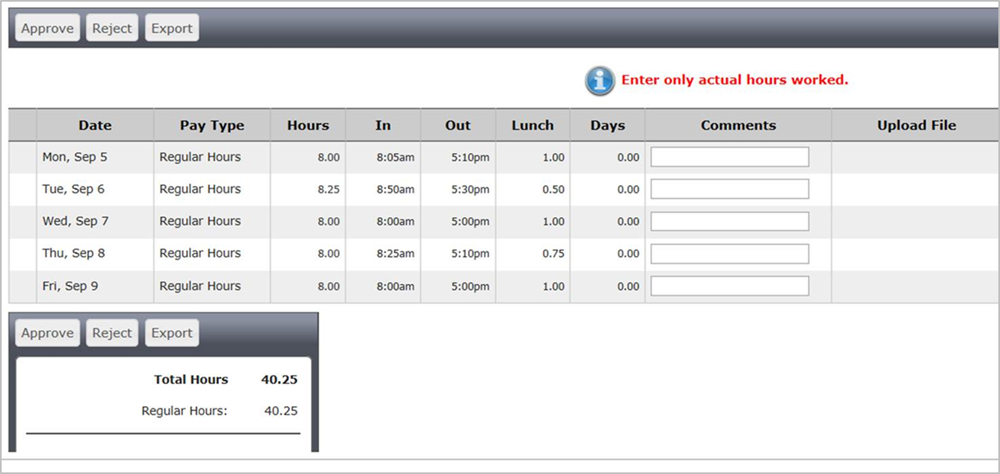 Approve Reject Export
Enter only actual hours worked.
Date Pay Type Hours In Out Lunch Days Comments Upload File
Mon, Sep 5 Regular Hours 8.00 8:05am 5:10pm 1.00 0.00
Tue, Sep 6 Regular Hours 8.25 8:50am 5:30pm 0.50 0.00
Wed, Sep 7 Regular Hours 8.00 8:00am 5:00pm 1.00 0.00
Thu, Sep 8 Regular Hours 8.00 8:25am 5:10pm 0.75 0.00
Fri, Sep 9 Regular Hours 8.00 8:00am 5:00pm 1.00 0.00
Approve Reject Export
Total Hours 40.25
Regular Hours: 40.25